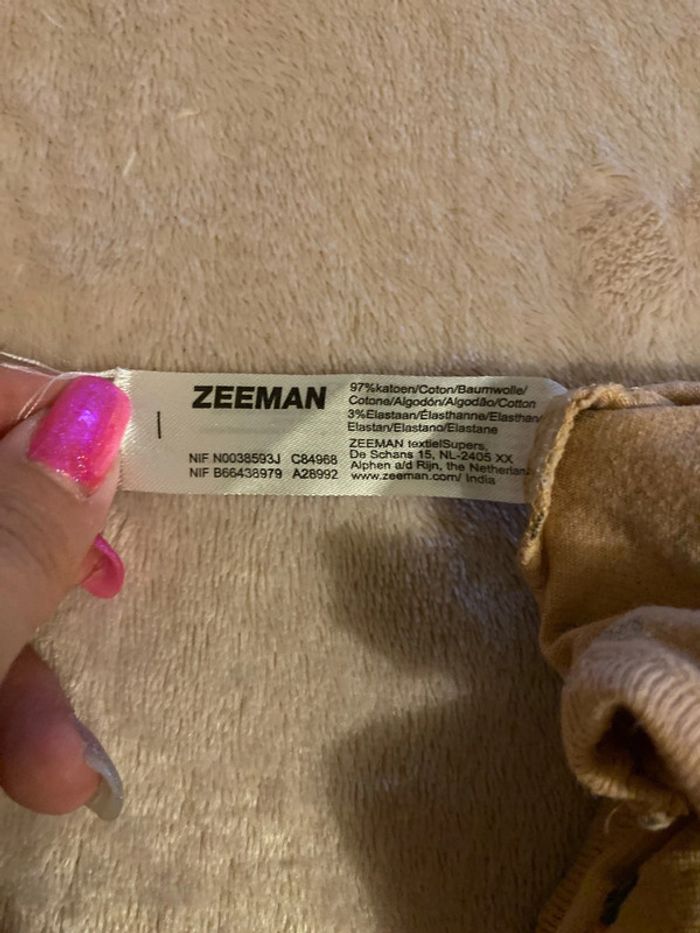 ZEEMAN
NIF N0038593J C84968
NIF B66438979 A28992
97%katoen/Coton/Baumwolle/
Cotone/Algodón/Algodão/Cotton
3%Elastaan/Élasthanne/Elasthan
Elastan/Elastano/Elastane
ZEEMAN textielSupers,
De Schans 15, NL-2405 XX
Alphen a/d Rijn, the Netherlan
www.zeeman.com/ India